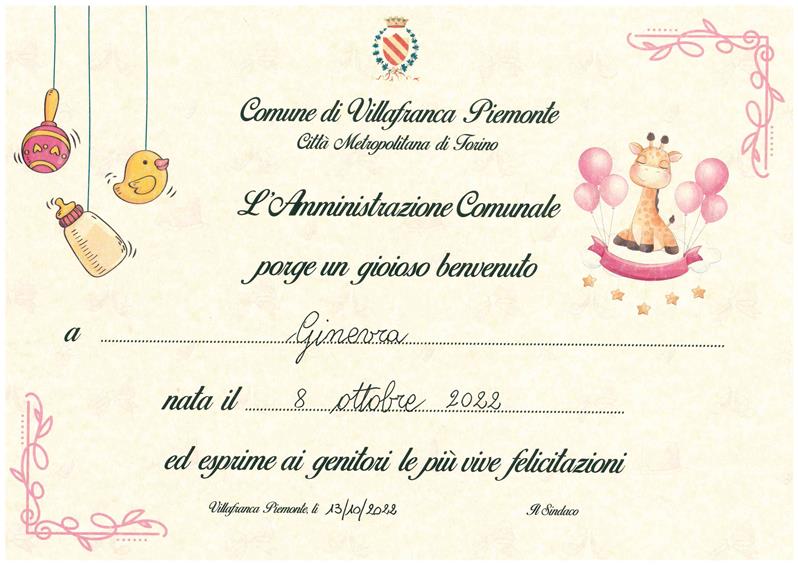 Comune di Villafranca Piemonte
Città Metropolitana di Torino
L'Amministrazione Comunale
porge un gioioso benvenuto
a Ginevra
nata il 8 ottobre 2022
ed esprime ai genitori le più vive felicitazioni
Villafranca Piemonte, li 13/10/2022 Il Sindaco